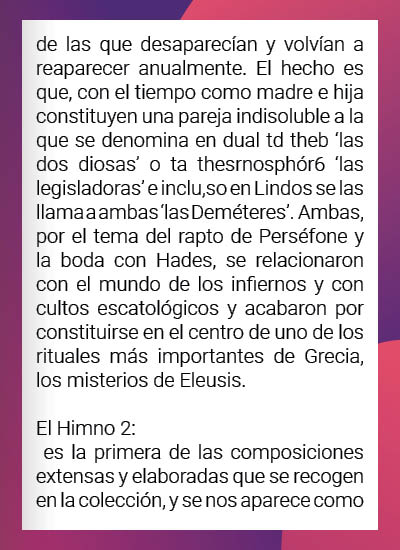 de las que desaparecían y volvían a
reaparecer anualmente. El hecho es
que, con el tiempo como madre e hija
constituyen una pareja indisoluble a la
que se denomina en dual td theb ‘las
dos diosas’ o ta thesrnosphór6 ‘las
legisladoras’ e inclu,so en Lindos se las
llama a ambas ‘las Deméteres’. Ambas,
por el tema del rapto de Perséfone y
la boda con Hades, se relacionaron
con el mundo de los infiernos y con
cultos escatológicos y acabaron por
constituirse en el centro de uno de los
rituales más importantes de Grecia,
los misterios de Eleusis.

El Himno 2:
es la primera de las composiciones
extensas y elaboradas que se recogen
en la colección, y se nos aparece como